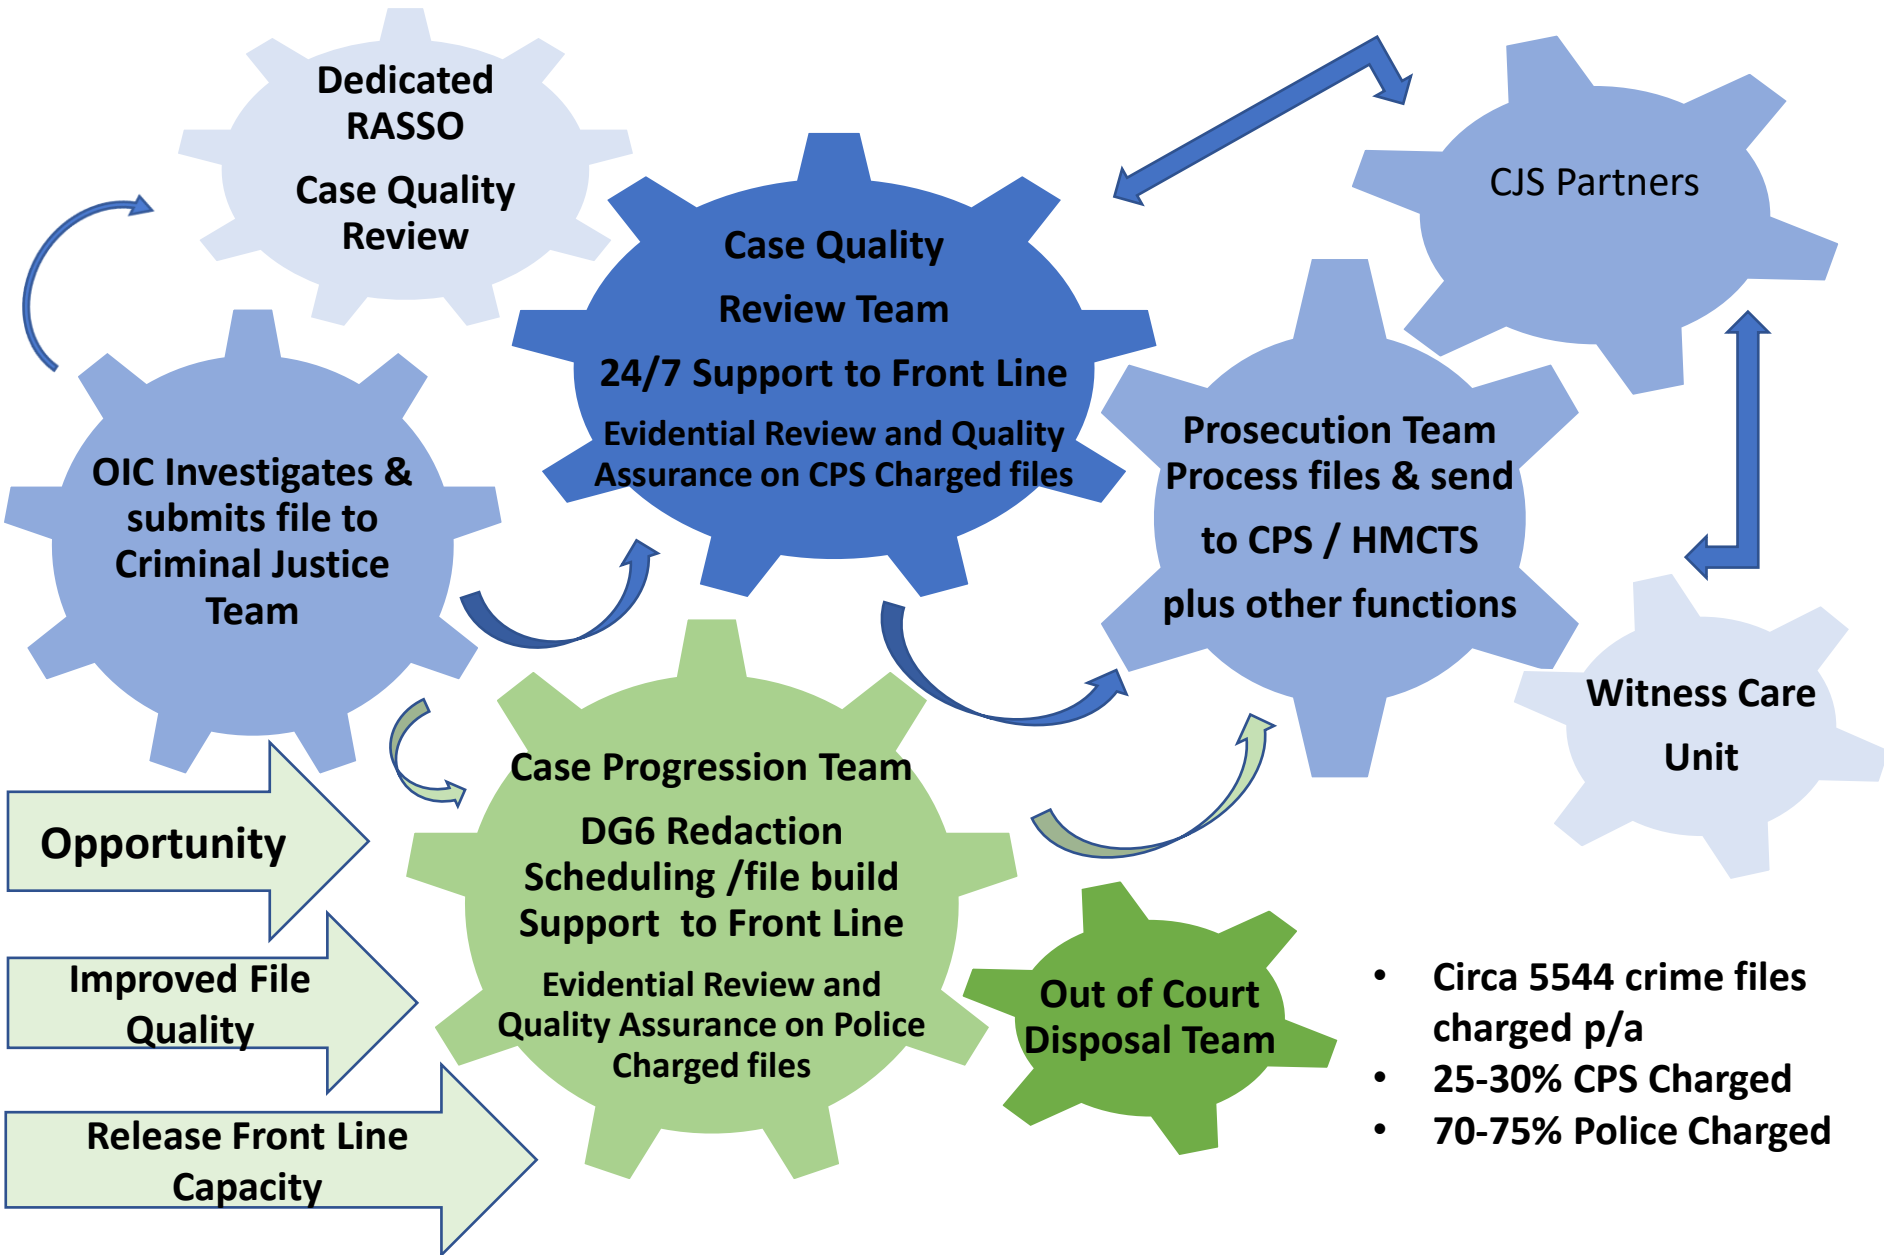 Dedicated
RASSO
Case Quality
Review
CJS Partners
Case Quality
Review Team
24/7 Support to Front Line
Evidential Review and Quality
Assurance on CPS Charged files
OIC Investigates &
submits file to
Criminal Justice
Team
Prosecution Team
Process files & send
to CPS / HMCTS
plus other functions
Witness Care
Unit
Case Progression Team
DG6 Redaction
Scheduling /file build
Support  to Front Line
Evidential Review and
Quality Assurance on Police
Charged files
Opportunity
Improved File
Quality
Release Front Line
Capacity
Out of Court
Disposal Team
• Circa 5544 crime files
charged p/a
• 25-30% CPS Charged
• 70-75% Police Charged